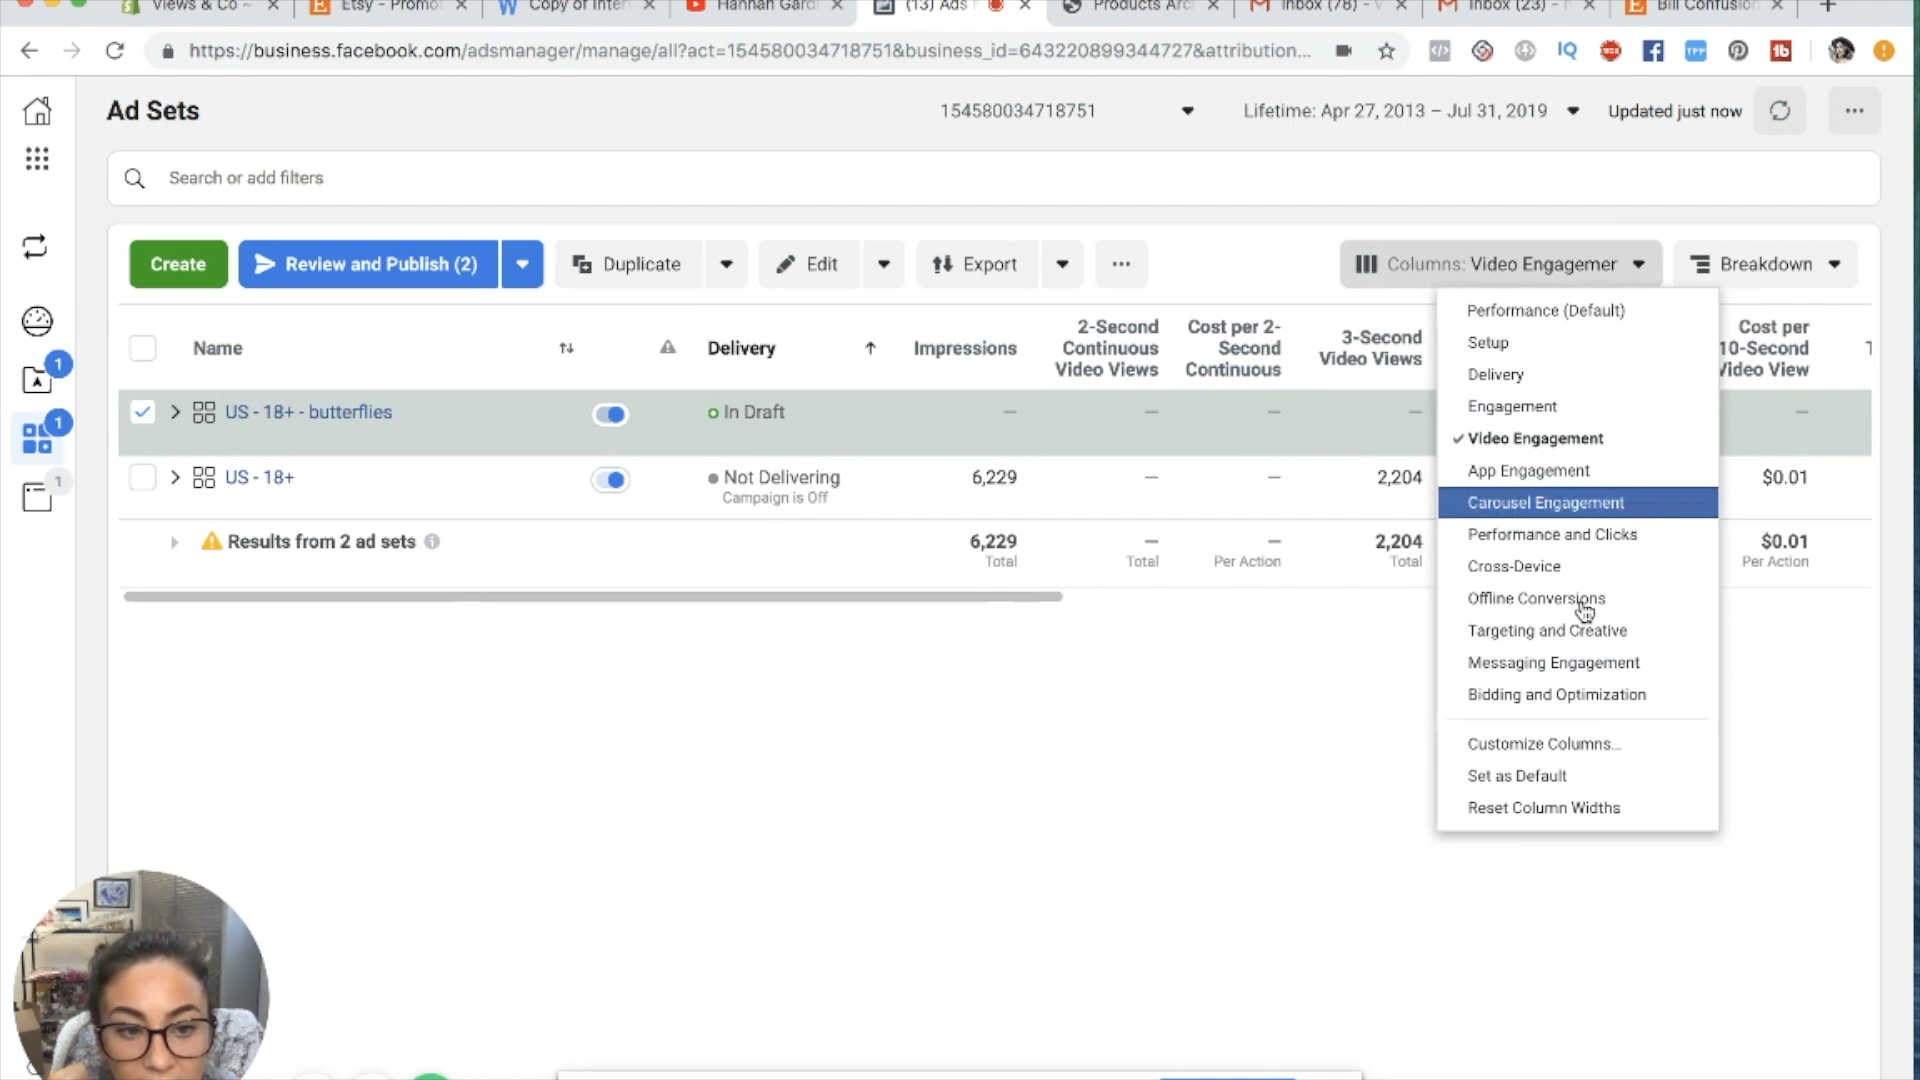 Views & Co
Etsy - Promo
Copy of Inter
Hannah Gard
(13) Ads
Products Arc
Inbox (78) -
Inbox (23) -
Bill Confusion
https://business.facebook.com/adsmanager/manage/all?act=154580034718751&business_id=643220899344727&attribution...
Ad Sets
154580034718751
Lifetime: Apr 27, 2013 – Jul 31, 2019
Updated just now
Search or add filters
Create
Review and Publish (2)
Duplicate
Edit
Export
Columns: Video Engagemer
Breakdown
Name
Delivery
Impressions
2-Second
Continuous
Video Views
Cost per 2-
Second
Continuous
3-Second
Video Views
Cost per
10-Second
Video View
1
US - 18+ - butterflies
In Draft
1
US - 18+
Not Delivering
Campaign is Off
6,229
2,204
$0.01
1
Results from 2 ad sets
6,229
Total
Total
Per Action
2,204
Total
$0.01
Per Action
Performance (Default)
Setup
Delivery
Engagement
Video Engagement
App Engagement
Carousel Engagement
Performance and Clicks
Cross-Device
Offline Conversions
Targeting and Creative
Messaging Engagement
Bidding and Optimization
Customize Columns...
Set as Default
Reset Column Widths